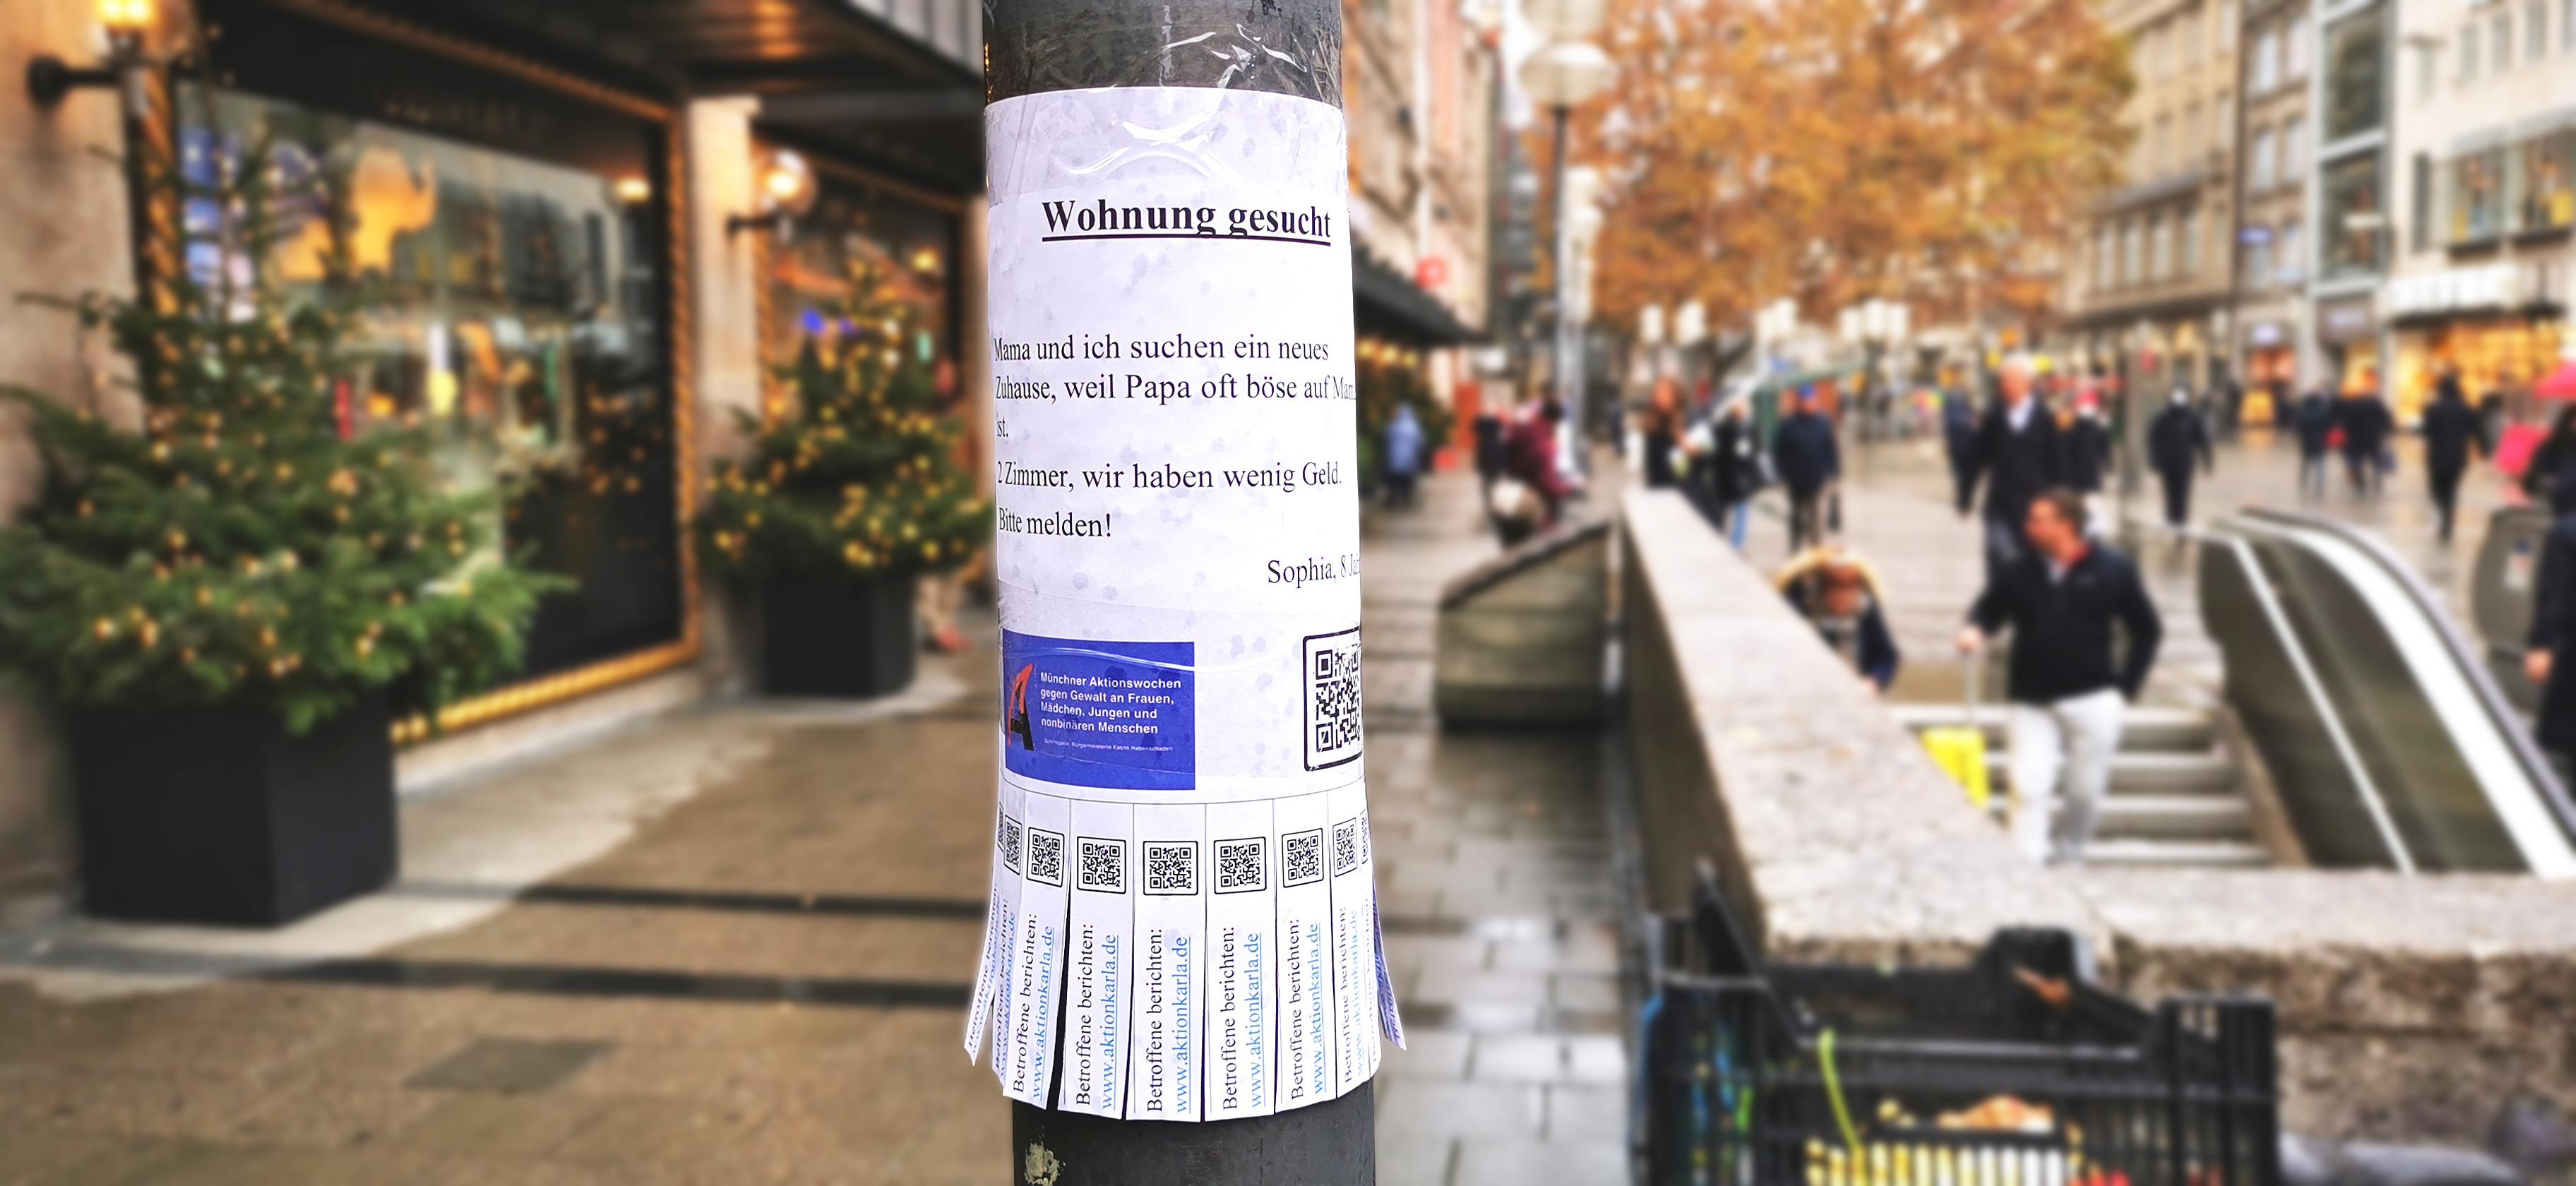 Wohnung gesucht
Mama und ich suchen ein neues
Zuhause, weil Papa oft böse auf
ist.
2 Zimmer, wir haben wenig Geld.
Bitte melden!
Sophia, 8
Münchner Aktionswochen
gegen Gewalt an Frauen,
Mädchen, Jungen und
nonbinären Menschen
Bürgermeisterin Katrin Habenschaden
Betroffene berichten:
www.aktionkarla.de
Betroffene berichten:
www.aktionkarla.de
Betroffene berichten:
www.aktionkarla.de
Betroffene berichten:
www.aktionkarla.de
Betroffene berichten:
www.aktionkarla.de
Betroffene berichten:
www.aktionkarla.de